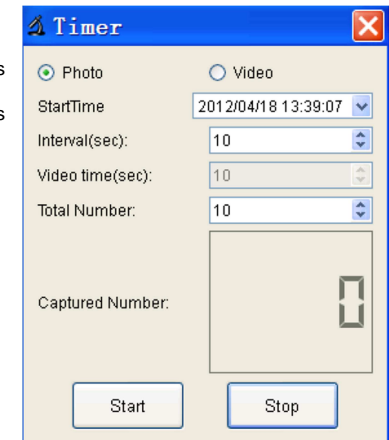 Timer
Photo Video
s
StartTime 2012/04/18 13:39:07
s
Interval(sec): 10
Video time(sec): 10
Total Number: 10
Captured Number: 0
Start Stop